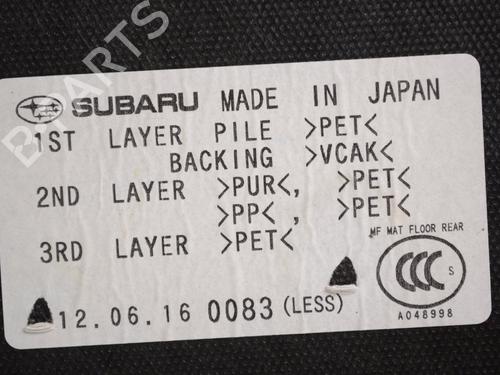 PARTS
SUBARU MADE IN JAPAN
1ST LAYER PILE >PET<
BACKING >VCAK<
2ND LAYER >PUR<, >PET<
>PP<, >PET<
3RD LAYER >PET<
MF MAT FLOOR REAR
CCC S
A048998
12.06.16 0083 (LESS)